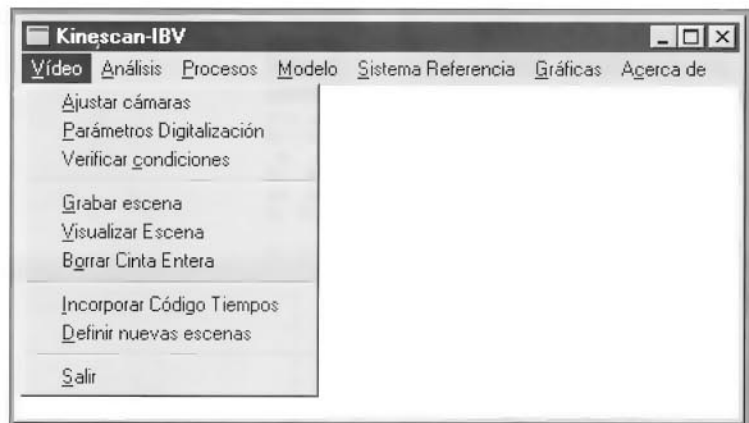 Kinescan-IBV
Vídeo Análisis Procesos Modelo Sistema Referencia Gráficas Acerca de
Ajustar cámaras
Parámetros Digitalización
Verificar condiciones
Grabar escena
Visualizar Escena
Borrar Cinta Entera
Incorporar Código Tiempos
Definir nuevas escenas
Salir